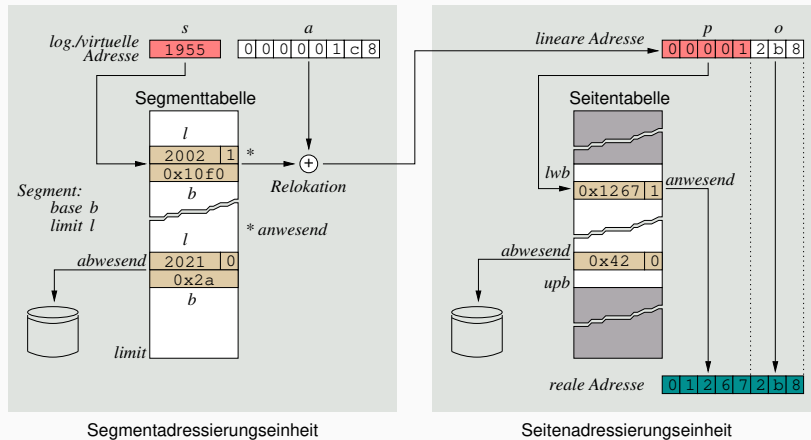 s
a
log./virtuelle
Adresse
1955
0 0 0 0 0 1 c 8
Segmenttabelle
l
2002 1 *
0x10f0
b
+
Relokation
Segment:
base b
limit l
* anwesend
l
abwesend
2021 0
0x2a
b
limit
Segmentadressierungseinheit
p
o
lineare Adresse
0 0 0 0 1 2 b 8
Seitentabelle
lwb
0x1267 1
anwesend
abwesend
0x42 0
upb
reale Adresse
0 1 2 6 7 2 b 8
Seitenadressierungseinheit